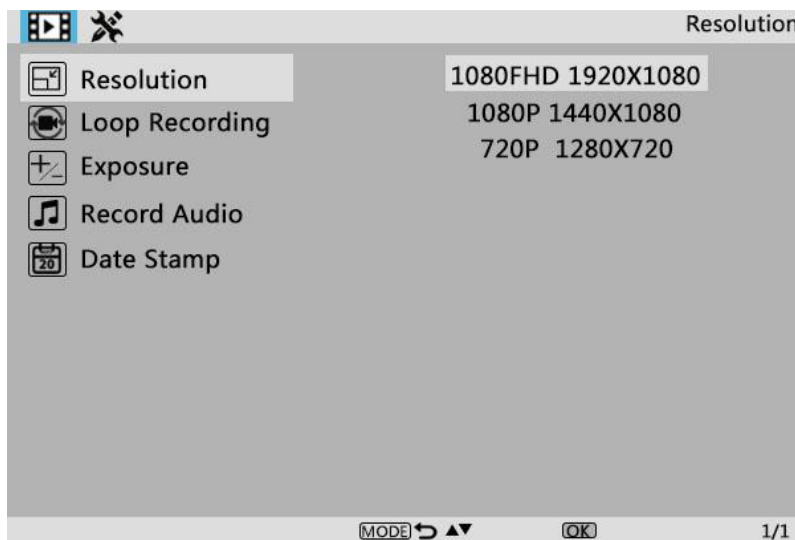 Resolution
Resolution
1080FHD 1920X1080
1080P 1440X1080
720P 1280X720
Loop Recording
Exposure
Record Audio
20
Date Stamp
MODE
OK
1/1